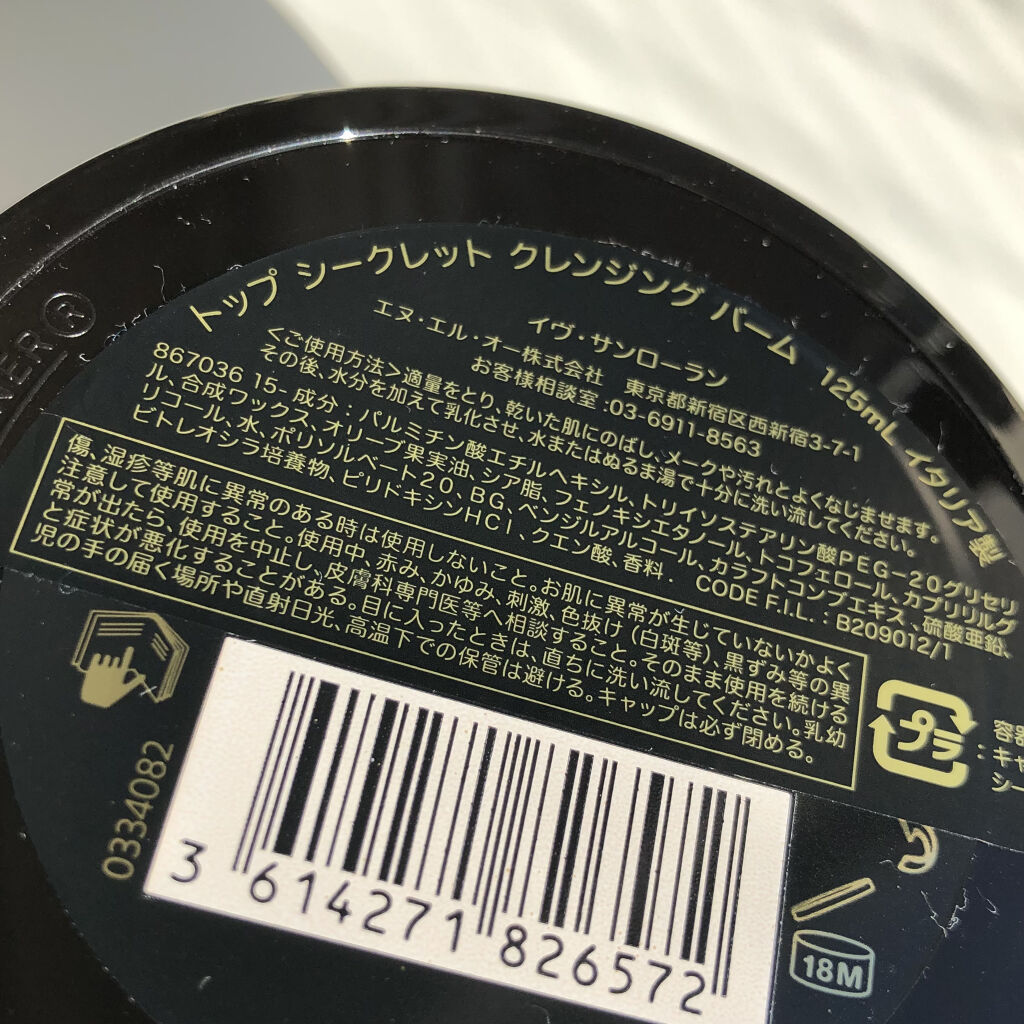 トップ シークレット クレンジング バーム 125mL イタリア製
イヴ・サンローラン
エヌ・エル・オー株式会社 東京都新宿区西新宿3-7-1
お客様相談室:03-6911-8563
<ご使用方法>適量をとり、乾いた肌にのばし、メークや汚れとよくなじませます。
その後、水分を加えて乳化させ、水またはぬるま湯で十分に洗い流してください。
867036 15- 成分:パルミチン酸エチルヘキシル、トリイソステアリン酸PEG-20グリセリ
ル、合成ワックス、オリーブ果実油、シア脂、フェノキシエタノール、トコフェロール、カプリリルグ
リコール、水、ポリソルベート20、BG、ベンジルアルコール、カラフトコンブエキス、硫酸亜鉛、
ビトレオシラ培養物、ピリドキシンHCl、クエン酸、香料. CODE F.I.L.:B209012/1
傷、湿疹等肌に異常のある時は使用しないこと。お肌に異常が生じていないかよく
注意して使用すること。使用中、赤み、かゆみ、刺激、色抜け(白斑等)、黒ずみ等の異
常が出たら、使用を中止し、皮膚科専門医等へ相談すること。そのまま使用を続ける
と症状が悪化することがある。目に入ったときは、直ちに洗い流してください。乳幼
児の手の届く場所や直射日光、高温下での保管は避ける。キャップは必ず閉める。
プラ
容器
:キャ
シー
0334082
3 614271 826572
18M
NER®